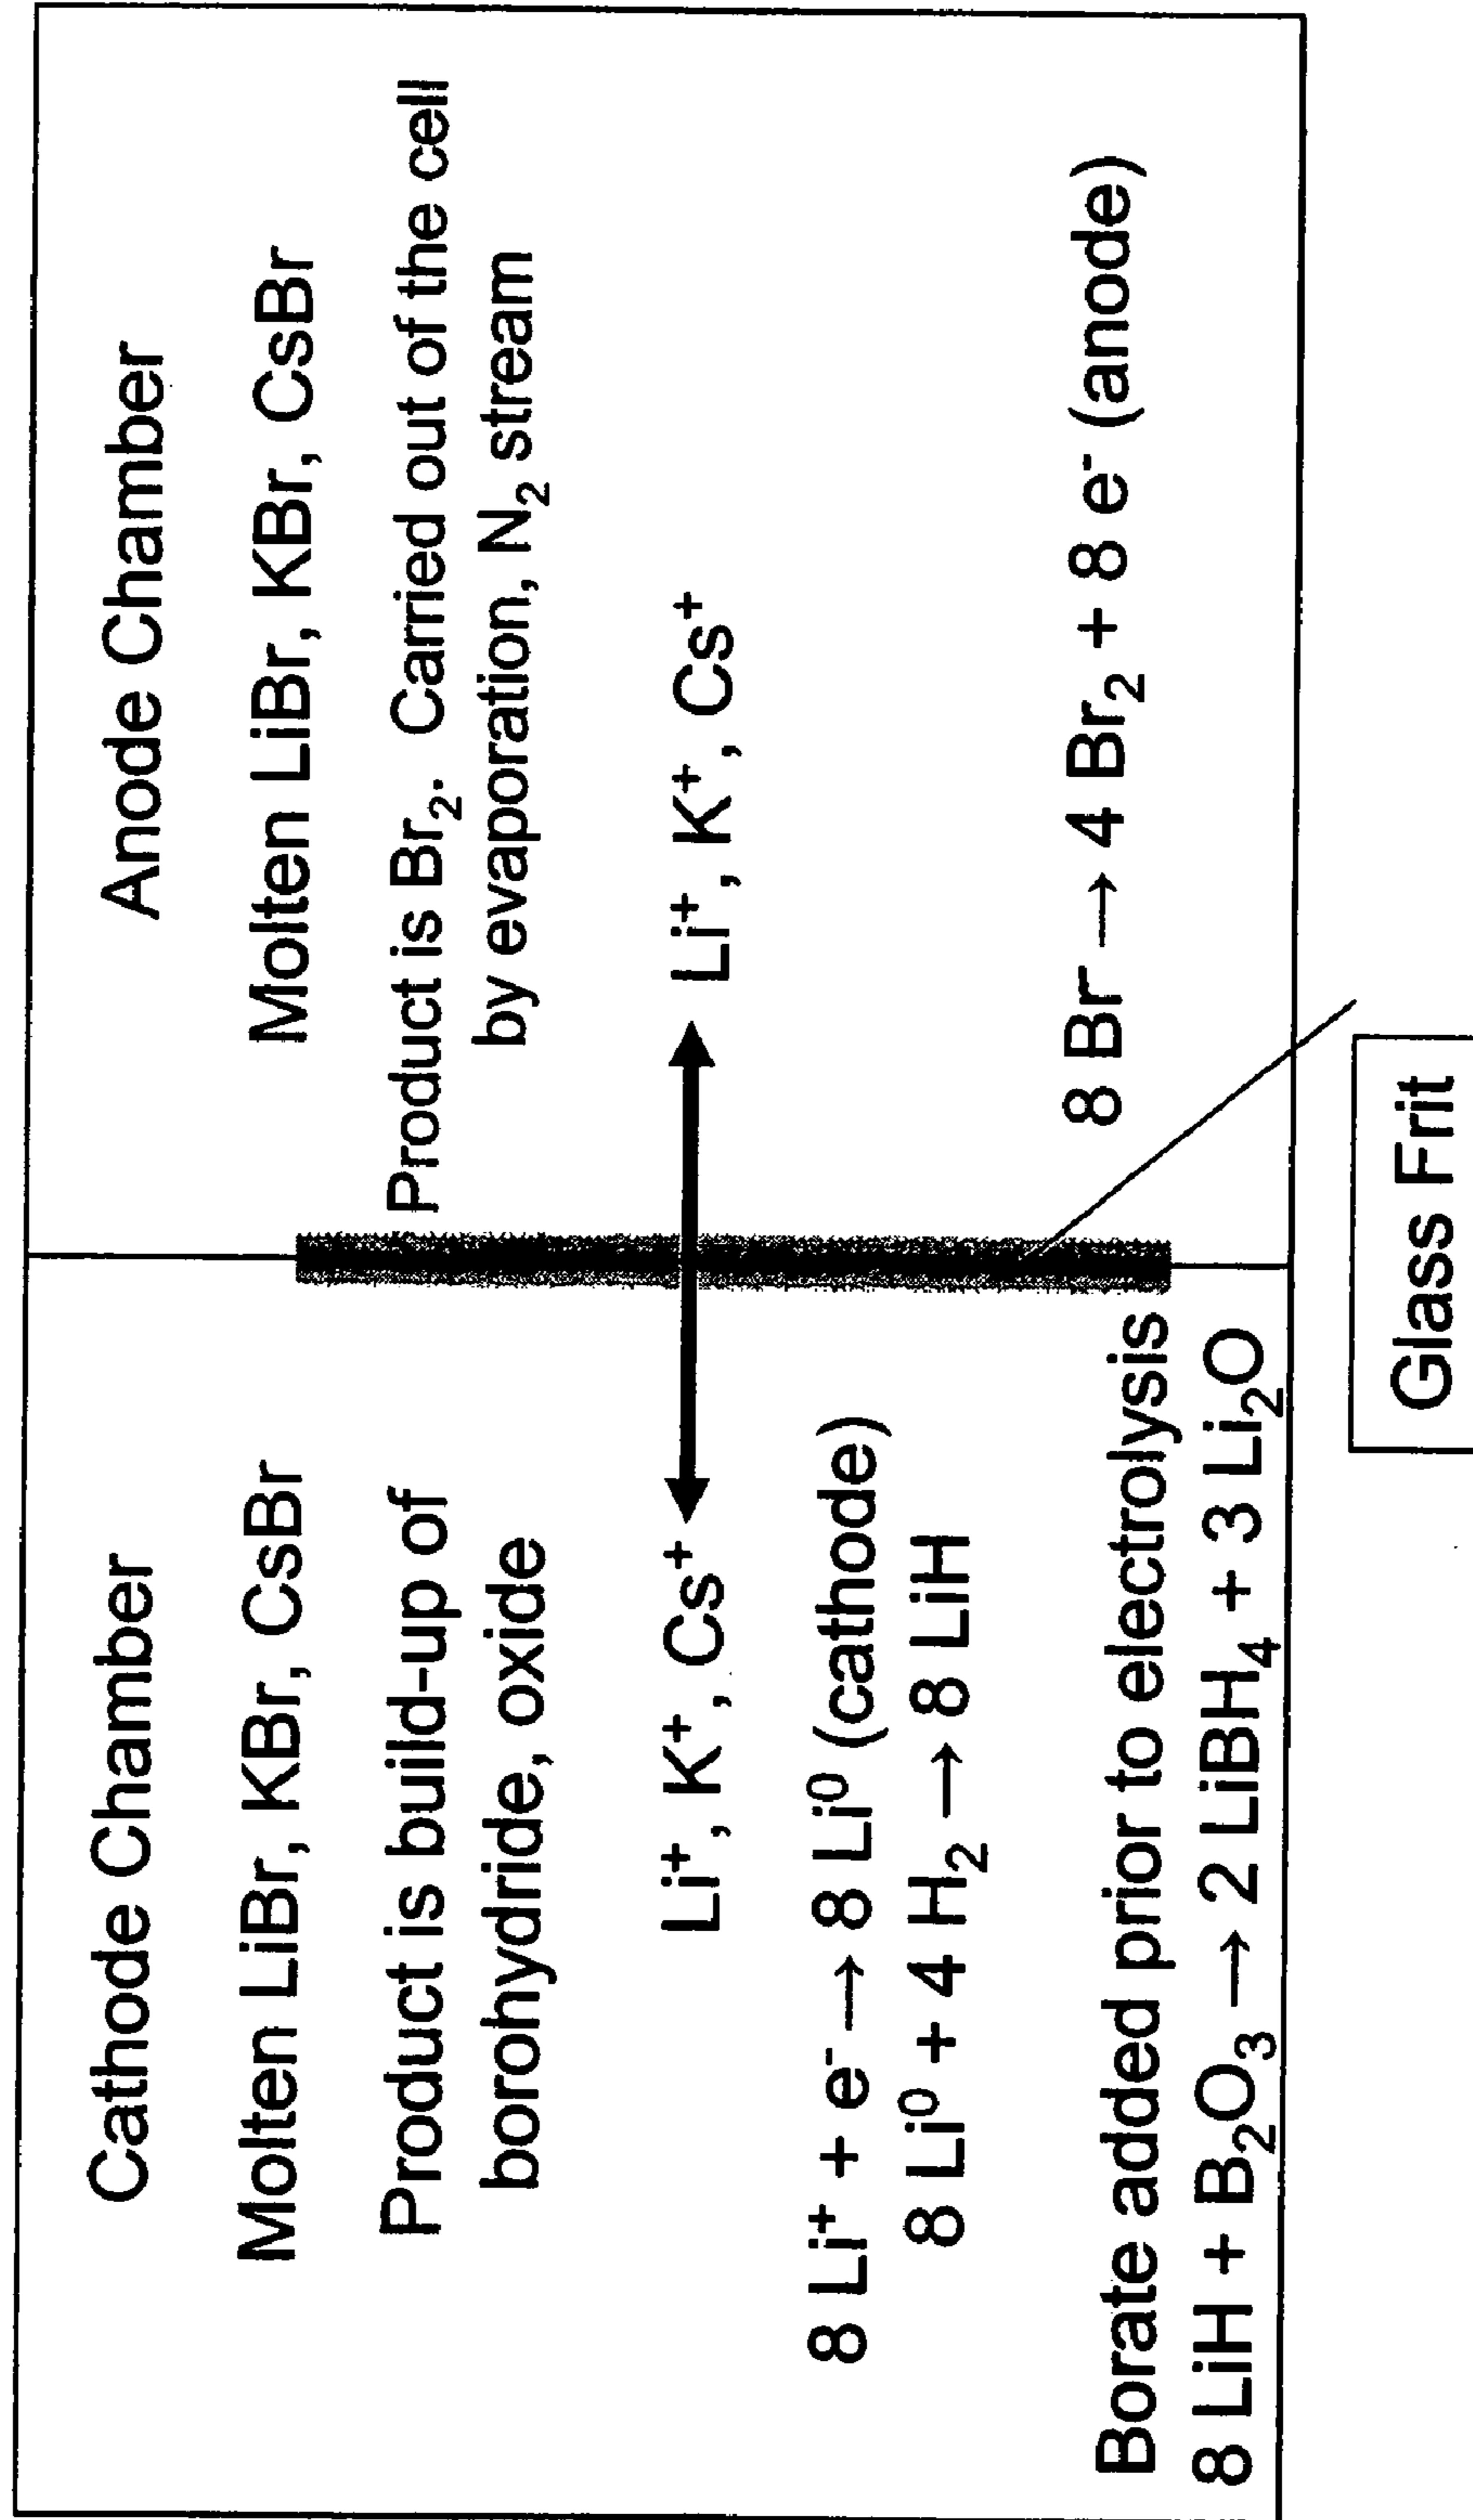 Cathode Chamber
Molten LiBr, KBr, CsBr
Product is build-up of
borohydride, oxide
Li⁺, K⁺, Cs⁺
8 Li⁺ + e⁻ → 8 Li⁰ (cathode)
8 Li⁰ + 4 H₂ → 8 LiH
Borate added prior to electrolysis
8 LiH + B₂O₃ → 2 LiBH₄ + 3 Li₂O
Anode Chamber
Molten LiBr, KBr, CsBr
Product is Br₂. Carried out of the cell
by evaporation, N₂ stream
Li⁺, K⁺, Cs⁺
8 Br⁻ → 4 Br₂ + 8 e⁻ (anode)
Glass Frit